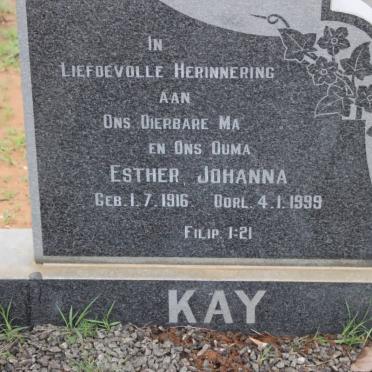 IN
LIEFDEVOLLE HERINNERING
AAN
ONS DIERBARE MA
EN ONS OUMA
ESTHER JOHANNA
GEB. 1.7.1916 OORL. 4.1.1999
FILIP. 1:21
KAY